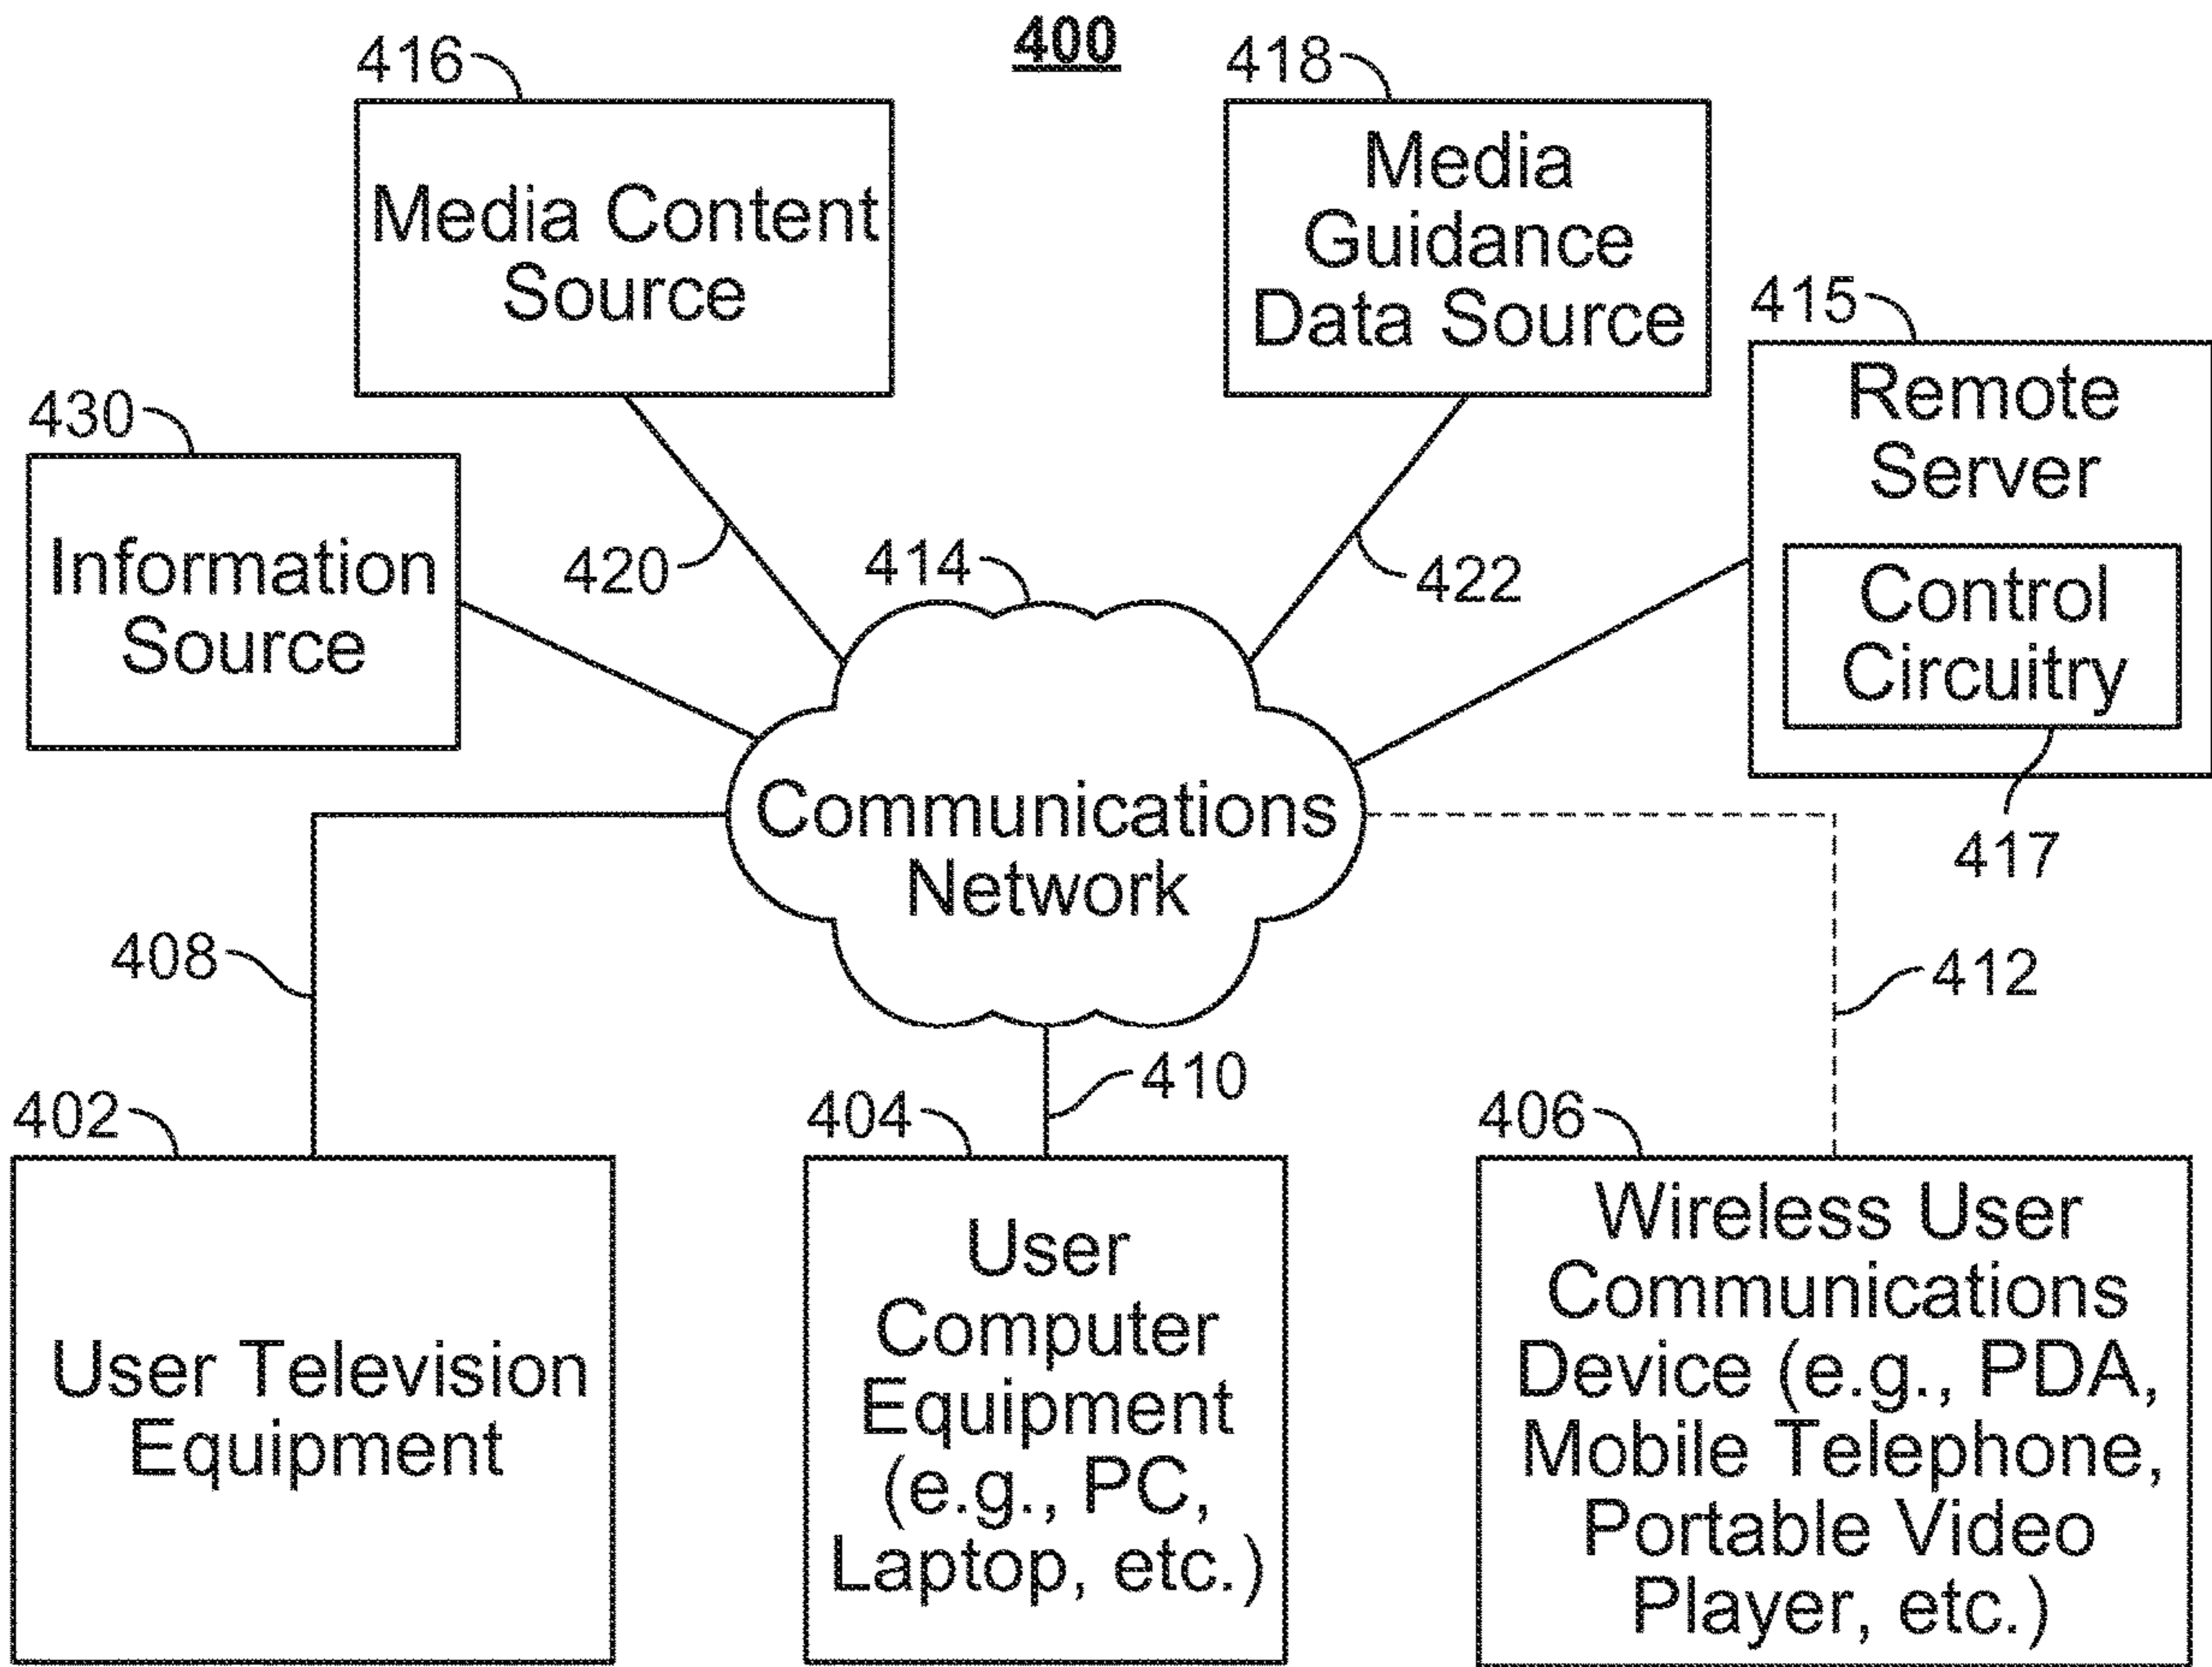 400
416
Media Content
Source
418
Media
Guidance
Data Source
415
Remote
Server
Control
Circuitry
417
430
Information
Source
420
414
422
Communications
Network
408
410
412
402
User Television
Equipment
404
User
Computer
Equipment
(e.g., PC,
Laptop, etc.)
406
Wireless User
Communications
Device (e.g., PDA,
Mobile Telephone,
Portable Video
Player, etc.)